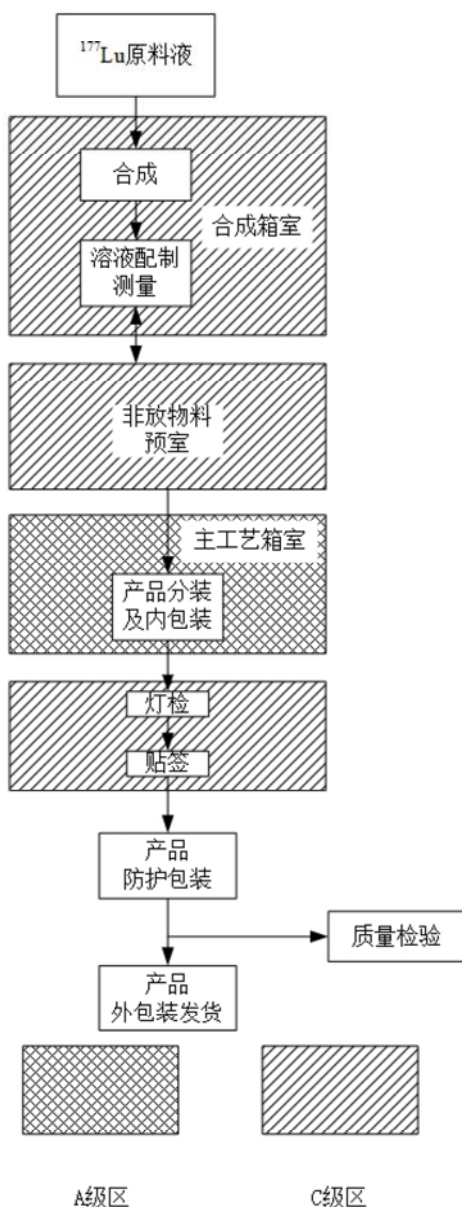 ¹⁷⁷Lu原料液
合成
合成箱室
溶液配制
测量
非放物料
预室
主工艺箱室
产品分装
及内包装
灯检
贴签
产品
防护包装
质量检验
产品
外包装发货
A级区
C级区